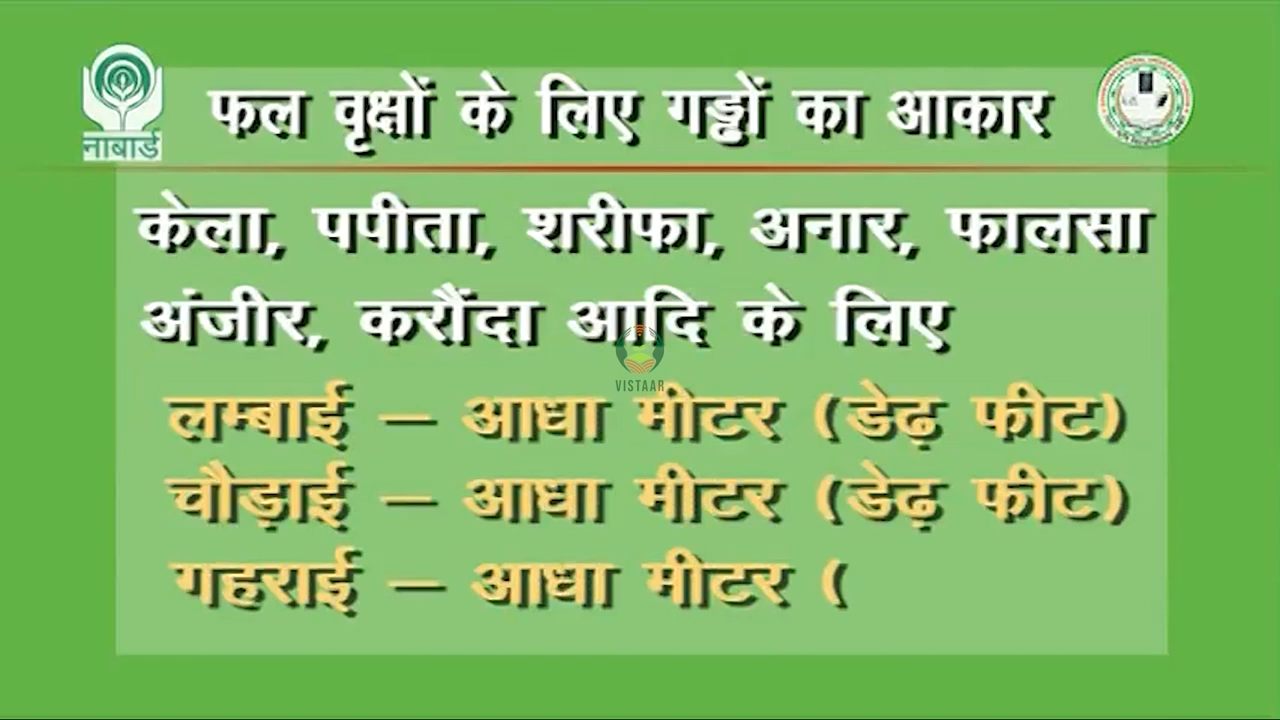 फल वृक्षों के लिए गड्ढों का आकार
नाबार्ड
केला, पपीता, शरीफा, अनार, फालसा
अंजीर, करौंदा आदि के लिए
VISTAAR
लम्बाई – आधा मीटर (डेढ़ फीट)
चौड़ाई – आधा मीटर (डेढ़ फीट)
गहराई – आधा मीटर (